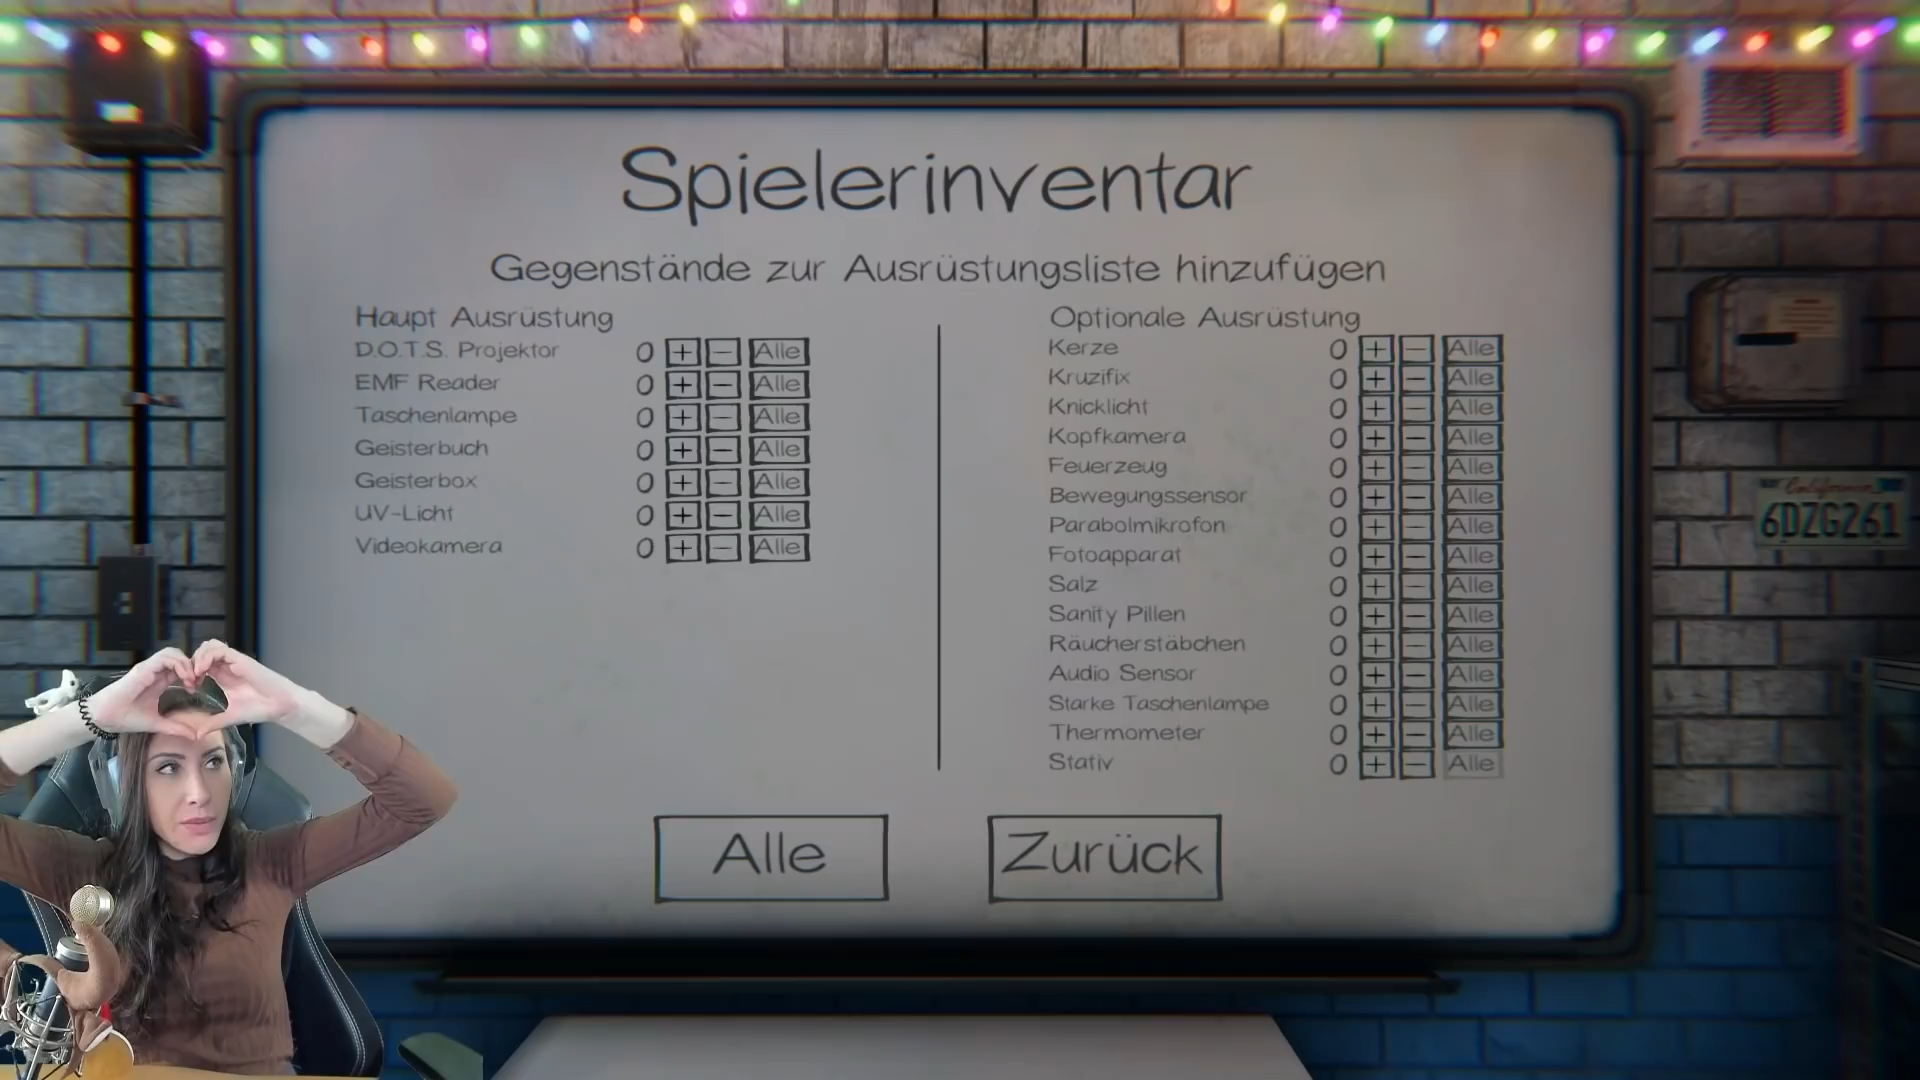 Spielerinventar
Gegenstände zur Ausrüstungsliste hinzufügen
Haupt Ausrüstung
D.O.T.S. Projektor 0 + − Alle
EMF Reader 0 + − Alle
Taschenlampe 0 + − Alle
Geisterbuch 0 + − Alle
Geisterbox 0 + − Alle
UV-Licht 0 + − Alle
Videokamera 0 + − Alle
Optionale Ausrüstung
Kerze 0 + − Alle
Kruzifix 0 + − Alle
Knicklicht 0 + − Alle
Kopfkamera 0 + − Alle
Feuerzeug 0 + − Alle
Bewegungssensor 0 + − Alle
Parabolmikrofon 0 + − Alle
Fotoapparat 0 + − Alle
Salz 0 + − Alle
Sanity Pillen 0 + − Alle
Räucherstäbchen 0 + − Alle
Audio Sensor 0 + − Alle
Starke Taschenlampe 0 + − Alle
Thermometer 0 + − Alle
Stativ 0 + − Alle
Alle
Zurück
California
6DZG261